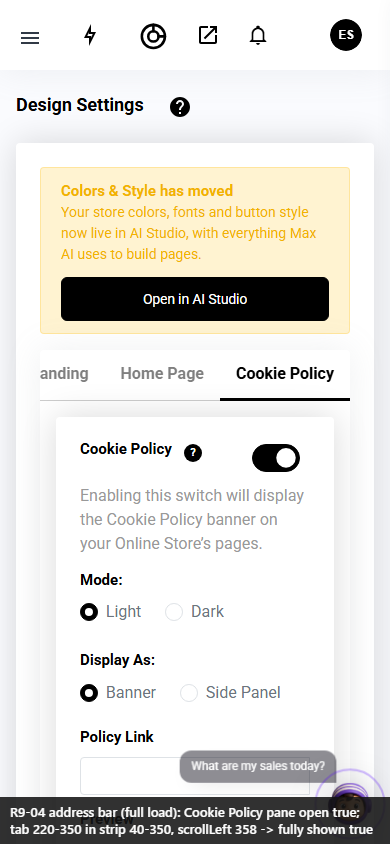 ES
Design Settings ?
Colors & Style has moved
Your store colors, fonts and button style
now live in AI Studio, with everything Max
AI uses to build pages.
Open in AI Studio
anding Home Page Cookie Policy
Cookie Policy ?
Enabling this switch will display
the Cookie Policy banner on
your Online Store's pages.
Mode:
Light Dark
Display As:
Banner Side Panel
Policy Link
What are my sales today?
Preview
R9-04 address bar (full load): Cookie Policy pane open true;
tab 220-350 in strip 40-350, scrollLeft 358 -> fully shown true